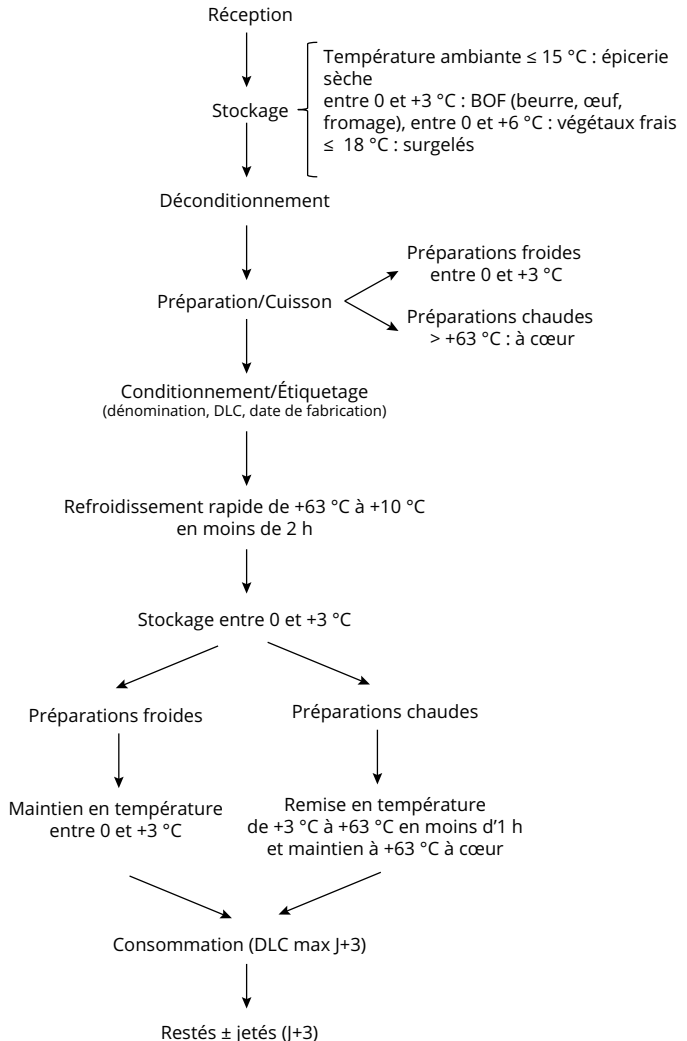 Réception
Température ambiante ≤ 15 °C : épicerie
sèche
entre 0 et +3 °C : BOF (beurre, œuf,
fromage), entre 0 et +6 °C : végétaux frais
≤  18 °C : surgelés
Stockage
Déconditionnement
Préparation/Cuisson
Préparations froides
entre 0 et +3 °C
Préparations chaudes
> +63 °C : à cœur
Conditionnement/Étiquetage
(dénomination, DLC, date de fabrication)
Refroidissement rapide de +63 °C à +10 °C
en moins de 2 h
Stockage entre 0 et +3 °C
Préparations froides
Maintien en température
entre 0 et +3 °C
Préparations chaudes
Remise en température
de +3 °C à +63 °C en moins d’1 h
et maintien à +63 °C à cœur
Consommation (DLC max J+3)
Restés ± jetés (J+3)